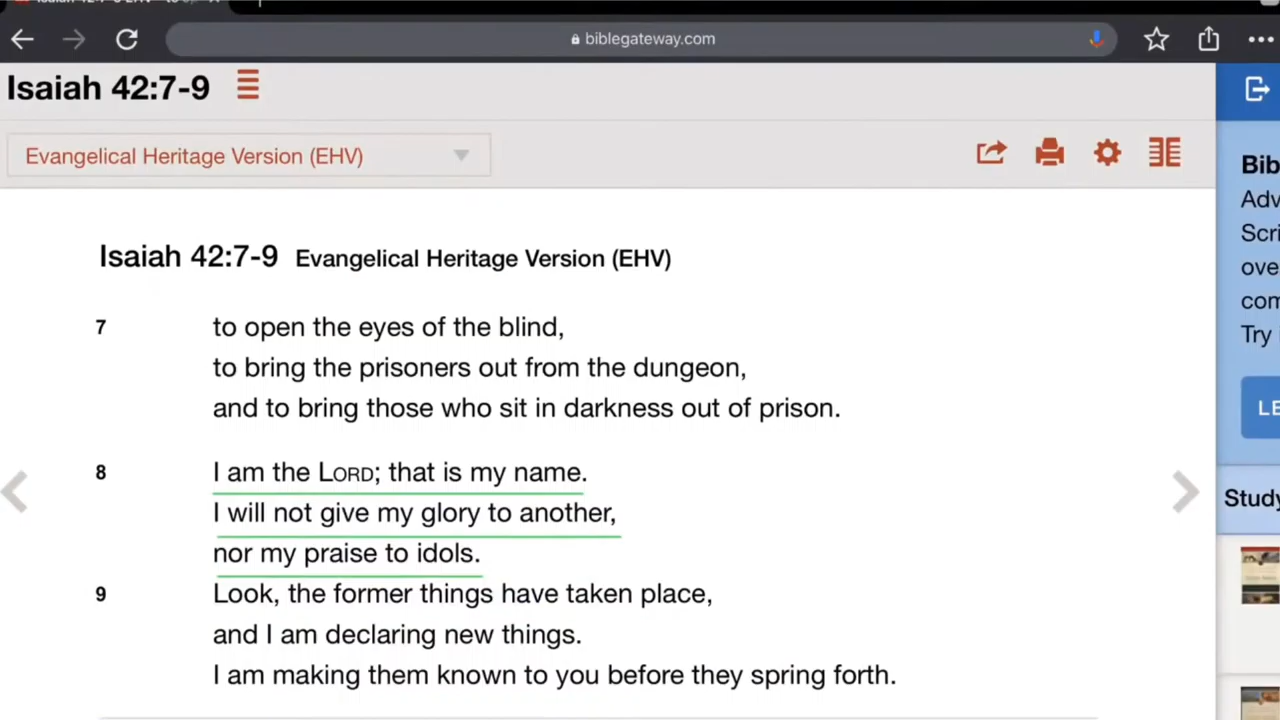 biblegateway.com
Isaiah 42:7-9
Evangelical Heritage Version (EHV)
Isaiah 42:7-9 Evangelical Heritage Version (EHV)
7 to open the eyes of the blind,
to bring the prisoners out from the dungeon,
and to bring those who sit in darkness out of prison.
8 I am the LORD; that is my name.
I will not give my glory to another,
nor my praise to idols.
9 Look, the former things have taken place,
and I am declaring new things.
I am making them known to you before they spring forth.
Bib
Adv
Scri
ove
com
Try
LE
Study